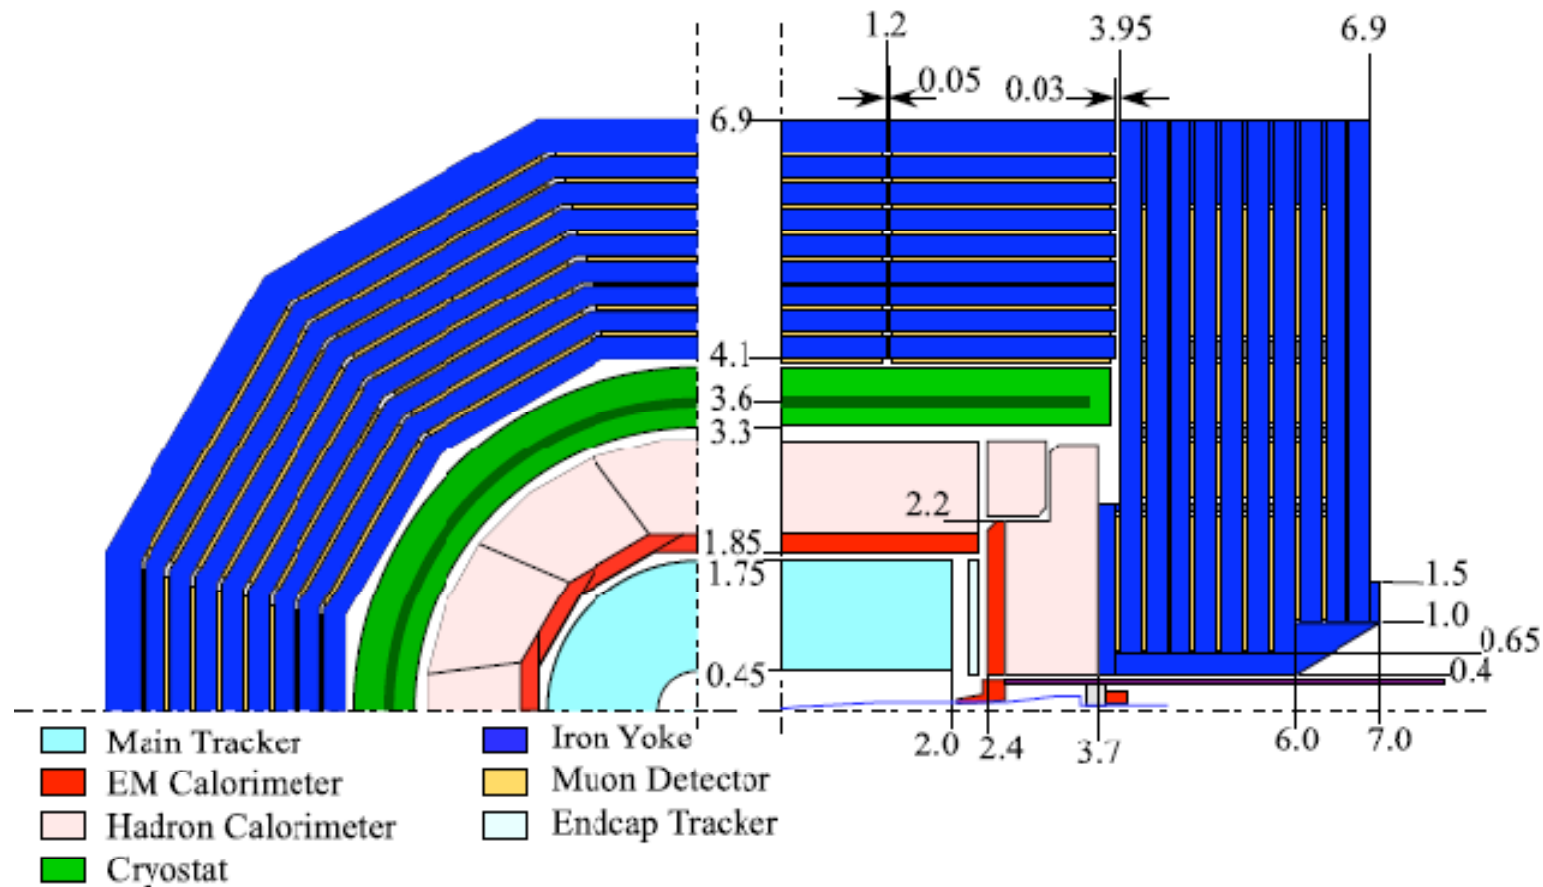 1.2 3.95 6.9
0.05 0.03
6.9
4.1
3.6
3.3
2.2
1.85
1.75
1.5
1.0
0.65
0.45
0.4
2.0 2.4 3.7 6.0 7.0
Main Tracker
EM Calorimeter
Hadron Calorimeter
Cryostat
Iron Yoke
Muon Detector
Endcap Tracker